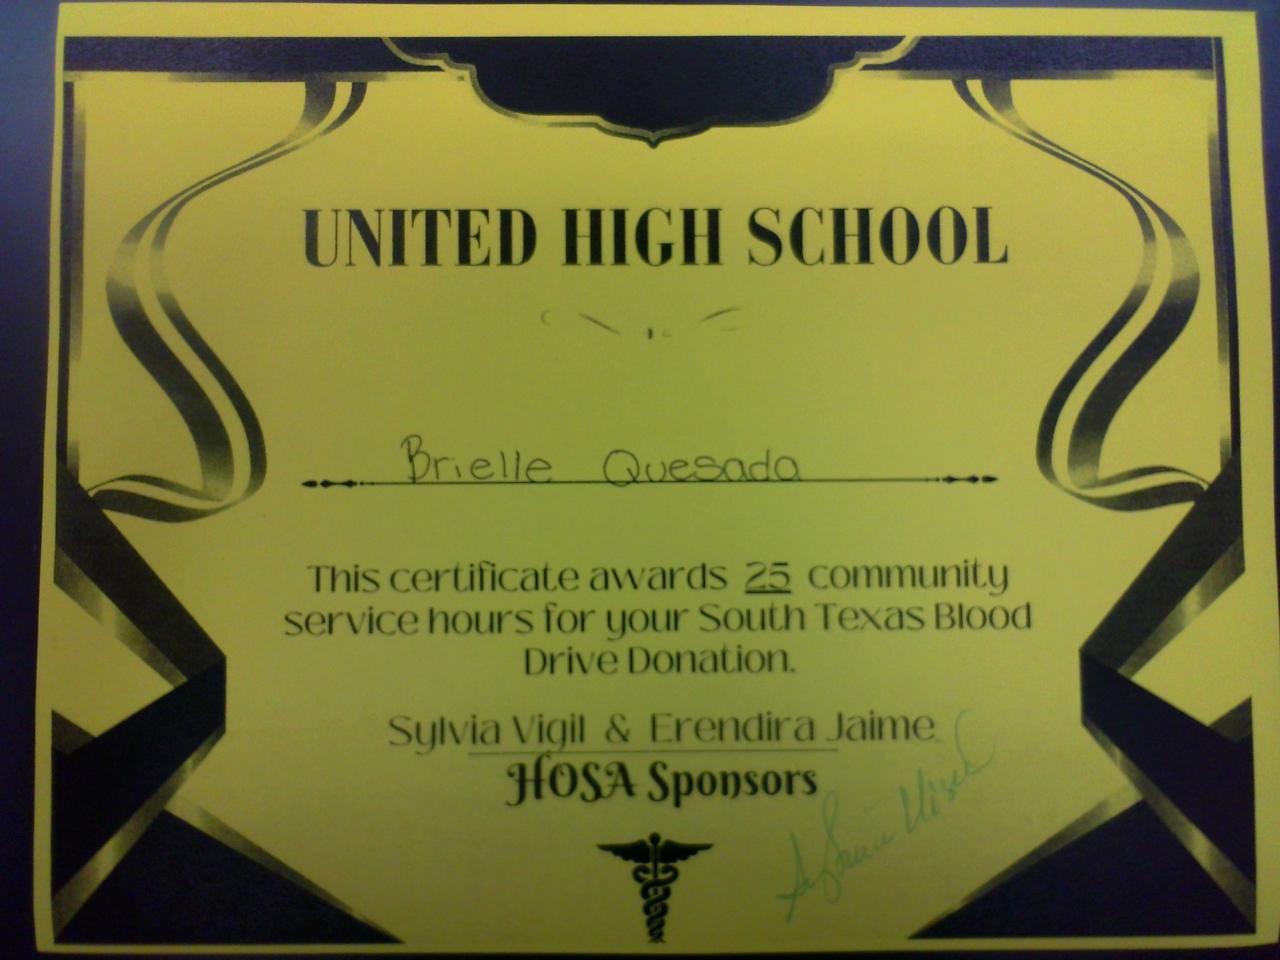 UNITED HIGH SCHOOL
Brielle Quesada
This certificate awards 25 community
service hours for your South Texas Blood
Drive Donation.
Sylvia Vigil & Erendira Jaime
HOSA Sponsors